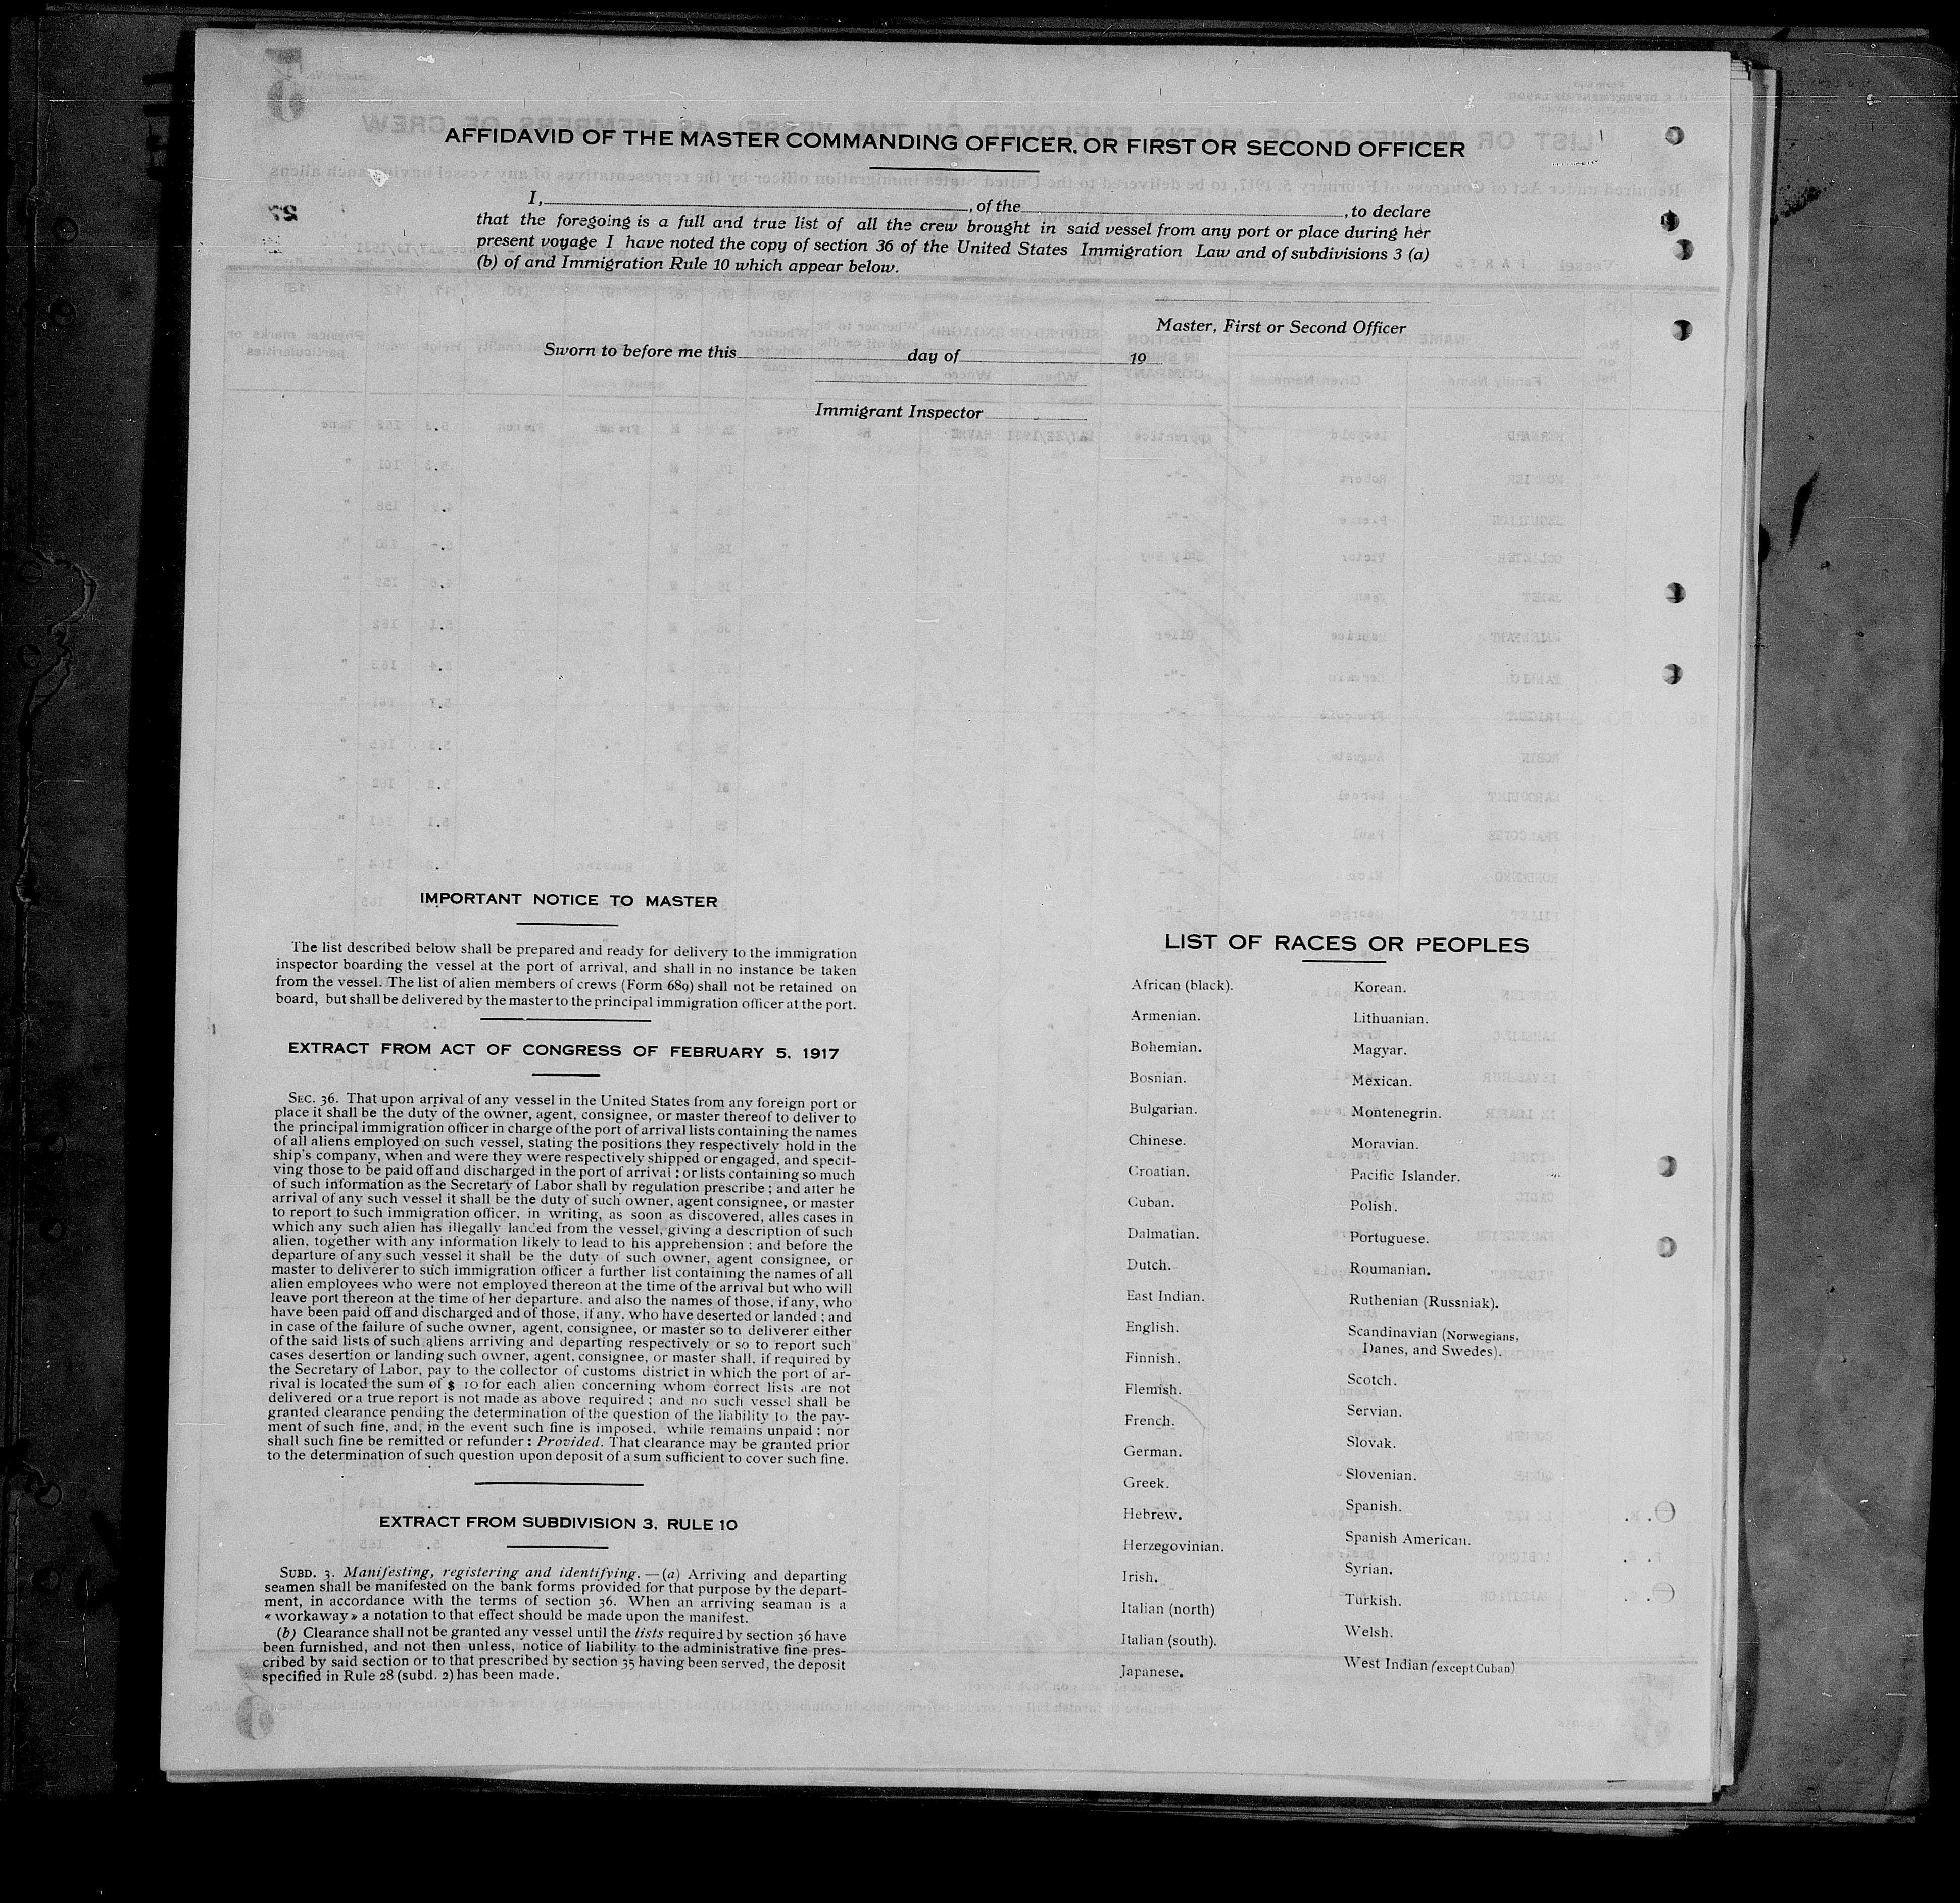 AFFIDAVID OF THE MASTER COMMANDING OFFICER, OR FIRST OR SECOND OFFICER
I, , of the , to declare
that the foregoing is a full and true list of all the crew brought in said vessel from any port or place during her
present voyage I have noted the copy of section 36 of the United States Immigration Law and of subdivisions 3 (a)
(b) of and Immigration Rule 10 which appear below.
Master, First or Second Officer
Sworn to before me this day of 19
Immigrant Inspector
IMPORTANT NOTICE TO MASTER
The list described below shall be prepared and ready for delivery to the immigration
inspector boarding the vessel at the port of arrival, and shall in no instance be taken
from the vessel. The list of alien members of crews (Form 689) shall not be retained on
board, but shall be delivered by the master to the principal immigration officer at the port.
EXTRACT FROM ACT OF CONGRESS OF FEBRUARY 5, 1917
SEC. 36. That upon arrival of any vessel in the United States from any foreign port or
place it shall be the duty of the owner, agent, consignee, or master thereof to deliver to
the principal immigration officer in charge of the port of arrival lists containing the names
of all aliens employed on such vessel, stating the positions they respectively hold in the
ship's company, when and were they were respectively shipped or engaged, and specif-
ving those to be paid off and discharged in the port of arrival : or lists containing so much
of such information as the Secretary of Labor shall by regulation prescribe ; and after he
arrival of any such vessel it shall be the duty of such owner, agent consignee, or master
to report to such immigration officer, in writing, as soon as discovered, alles cases in
which any such alien has illegally landed from the vessel, giving a description of such
alien, together with any information likely to lead to his apprehension ; and before the
departure of any such vessel it shall be the duty of such owner, agent consignee, or
master to deliverer to such immigration officer a further list containing the names of all
alien employees who were not employed thereon at the time of the arrival but who will
leave port thereon at the time of her departure. and also the names of those, if any, who
have been paid off and discharged and of those, if any, who have deserted or landed ; and
in case of the failure of suche owner, agent, consignee, or master so to deliverer either
of the said lists of such aliens arriving and departing respectively or so to report such
cases desertion or landing such owner, agent, consignee, or master shall, if required by
the Secretary of Labor, pay to the collector of customs district in which the port of ar-
rival is located the sum of $ 10 for each alien concerning whom correct lists are not
delivered or a true report is not made as above required ; and no such vessel shall be
granted clearance pending the determination of the question of the liability to the pay-
ment of such fine, and, in the event such fine is imposed, while remains unpaid : nor
shall such fine be remitted or refunder : Provided. That clearance may be granted prior
to the determination of such question upon deposit of a sum sufficient to cover such fine.
EXTRACT FROM SUBDIVISION 3, RULE 10
SUBD. 3. Manifesting, registering and identifying. — (a) Arriving and departing
seamen shall be manifested on the bank forms provided for that purpose by the depart-
ment, in accordance with the terms of section 36. When an arriving seaman is a
« workaway » a notation to that effect should be made upon the manifest.
(b) Clearance shall not be granted any vessel until the lists required by section 36 have
been furnished, and not then unless, notice of liability to the administrative fine pres-
cribed by said section or to that prescribed by section 35 having been served, the deposit
specified in Rule 28 (subd. 2) has been made.
LIST OF RACES OR PEOPLES
African (black).
Armenian.
Bohemian.
Bosnian.
Bulgarian.
Chinese.
Croatian.
Cuban.
Dalmatian.
Dutch.
East Indian.
English.
Finnish.
Flemish.
French.
German.
Greek.
Hebrew.
Herzegovinian.
Irish.
Italian (north)
Italian (south).
Japanese.
Korean.
Lithuanian.
Magyar.
Mexican.
Montenegrin.
Moravian.
Pacific Islander.
Polish.
Portuguese.
Roumanian.
Ruthenian (Russniak).
Scandinavian (Norwegians,
Danes, and Swedes).
Scotch.
Servian.
Slovak.
Slovenian.
Spanish.
Spanish American.
Syrian.
Turkish.
Welsh.
West Indian (except Cuban)